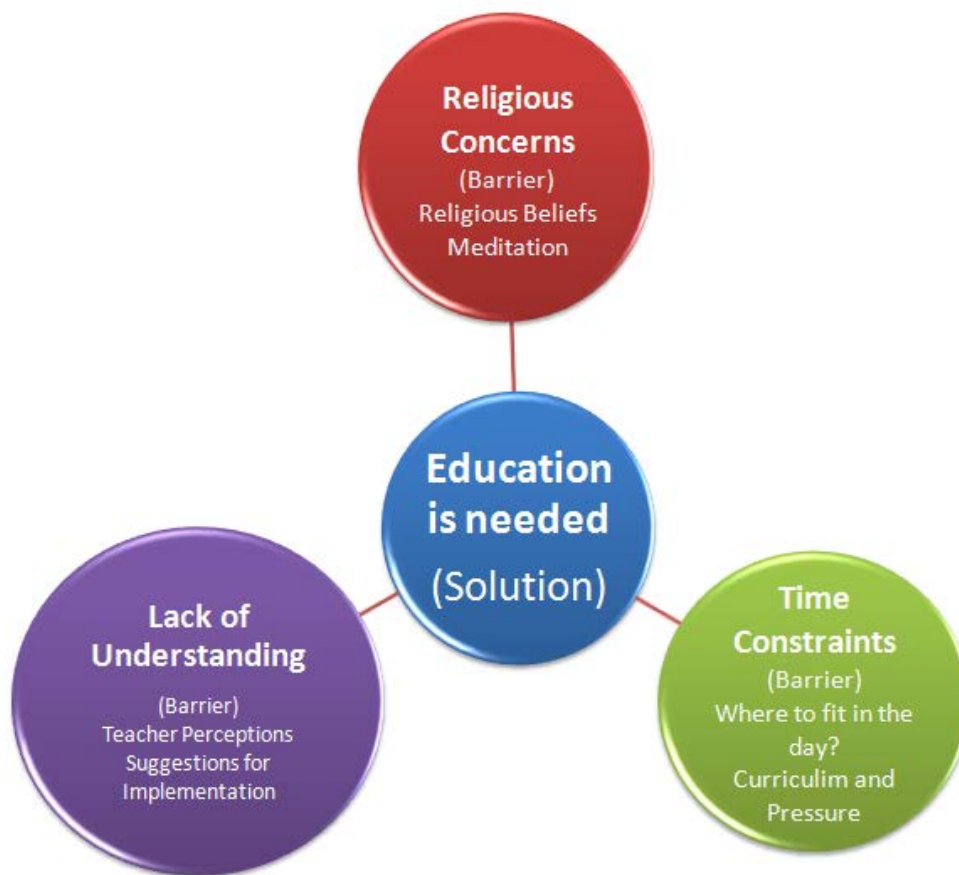 Religious
Concerns
(Barrier)
Religious Beliefs
Meditation
Education
is needed
(Solution)
Lack of
Understanding
(Barrier)
Teacher Perceptions
Suggestions for
Implementation
Time
Constraints
(Barrier)
Where to fit in the
day?
Curriculim and
Pressure